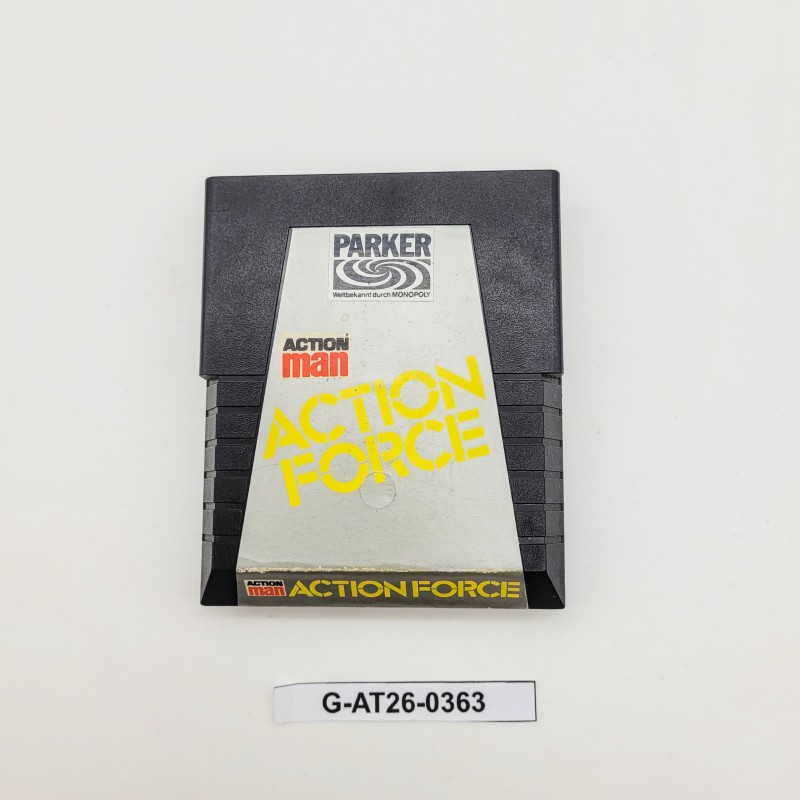 PARKER
Weltbekannt durch MONOPOLY
ACTION
man
ACTION
FORCE
ACTION
man
ACTION FORCE
G-AT26-0363